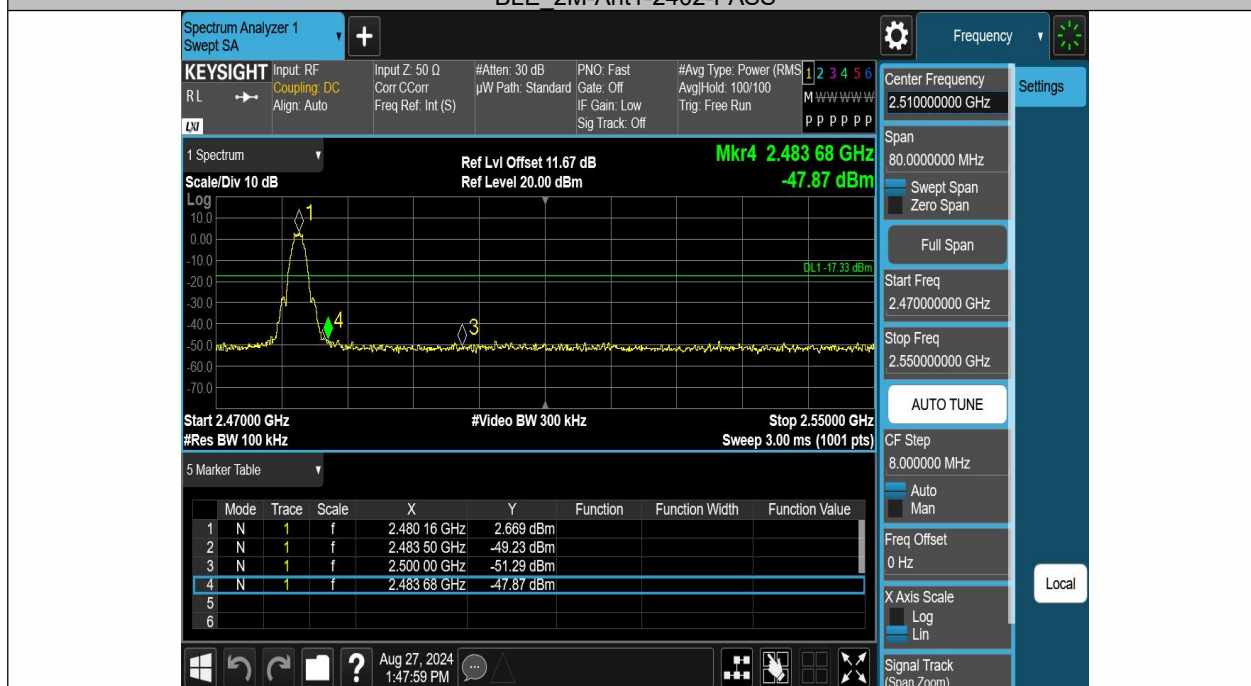 BLE_2M-Ant1-2402-PASS
Spectrum Analyzer 1
Swept SA
+
Frequency
KEYSIGHT
RL
LXI
Input: RF
Coupling: DC
Align: Auto
Input Z: 50 Ω
Corr CCorr
Freq Ref: Int (S)
#Atten: 30 dB
µW Path: Standard
PNO: Fast
Gate: Off
IF Gain: Low
Sig Track: Off
#Avg Type: Power (RMS
Avg|Hold: 100/100
Trig: Free Run
1 2 3 4 5 6
M W W W W W
P P P P P P
1 Spectrum
Scale/Div 10 dB
Ref Lvl Offset 11.67 dB
Ref Level 20.00 dBm
Mkr4 2.483 68 GHz
-47.87 dBm
Log
10.0
0.00
-10.0
-20.0
-30.0
-40.0
-50.0
-60.0
-70.0
1
4
3
DL1 -17.33 dBm
Start 2.47000 GHz
#Video BW 300 kHz
Stop 2.55000 GHz
#Res BW 100 kHz
Sweep 3.00 ms (1001 pts)
5 Marker Table
Mode Trace Scale X Y Function Function Width Function Value
1 N 1 f 2.480 16 GHz 2.669 dBm
2 N 1 f 2.483 50 GHz -49.23 dBm
3 N 1 f 2.500 00 GHz -51.29 dBm
4 N 1 f 2.483 68 GHz -47.87 dBm
5
6
?
Aug 27, 2024
1:47:59 PM
Center Frequency
2.510000000 GHz
Settings
Span
80.0000000 MHz
Swept Span
Zero Span
Full Span
Start Freq
2.470000000 GHz
Stop Freq
2.550000000 GHz
AUTO TUNE
CF Step
8.000000 MHz
Auto
Man
Freq Offset
0 Hz
Local
X Axis Scale
Log
Lin
Signal Track
(Span Zoom)